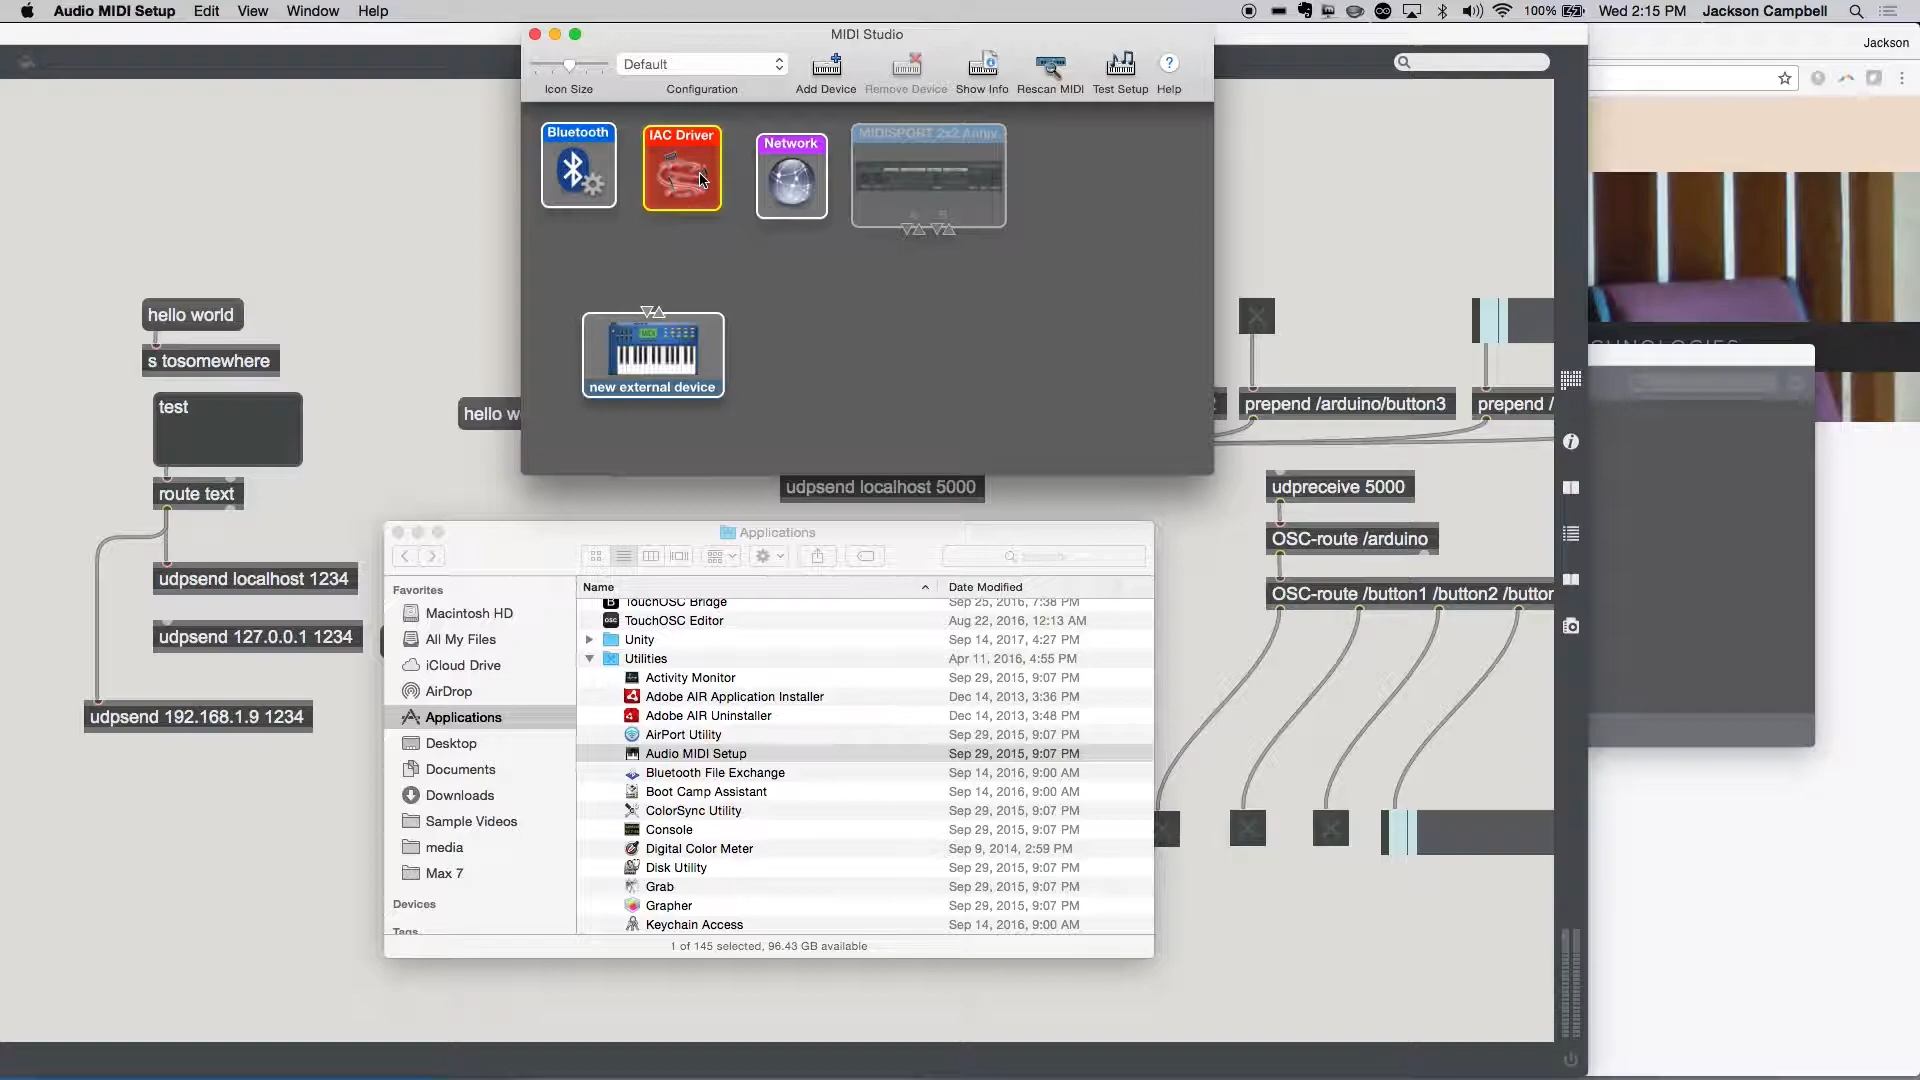 Audio MIDI Setup Edit View Window Help
100% Wed 2:15 PM Jackson Campbell
MIDI Studio
Jackson
Default
Icon Size Configuration Add Device Remove Device Show Info Rescan MIDI Test Setup Help
Bluetooth
IAC Driver
Network
MIDISPORT 2x2 Anniv
new external device
hello world
s tosomewhere
test
route text
udpsend localhost 1234
udpsend 127.0.0.1 1234
udpsend 192.168.1.9 1234
hello w
udpsend localhost 5000
prepend /arduino/button3
prepend /
udpreceive 5000
OSC-route /arduino
OSC-route /button1 /button2 /button
Applications
Search
Favorites
Macintosh HD
All My Files
iCloud Drive
AirDrop
Applications
Desktop
Documents
Downloads
Sample Videos
media
Max 7
Devices
Tags
Name Date Modified
TouchOSC Bridge Sep 25, 2016, 7:38 PM
TouchOSC Editor Aug 22, 2016, 12:13 AM
Unity Sep 14, 2017, 4:27 PM
Utilities Apr 11, 2016, 4:55 PM
Activity Monitor Sep 29, 2015, 9:07 PM
Adobe AIR Application Installer Dec 14, 2013, 3:36 PM
Adobe AIR Uninstaller Dec 14, 2013, 3:48 PM
AirPort Utility Sep 29, 2015, 9:07 PM
Audio MIDI Setup Sep 29, 2015, 9:07 PM
Bluetooth File Exchange Sep 14, 2016, 9:00 AM
Boot Camp Assistant Sep 14, 2016, 9:00 AM
ColorSync Utility Sep 29, 2015, 9:07 PM
Console Sep 29, 2015, 9:07 PM
Digital Color Meter Sep 9, 2014, 2:59 PM
Disk Utility Sep 29, 2015, 9:07 PM
Grab Sep 29, 2015, 9:07 PM
Grapher Sep 29, 2015, 9:07 PM
Keychain Access Sep 14, 2016, 9:00 AM
1 of 145 selected, 96.43 GB available